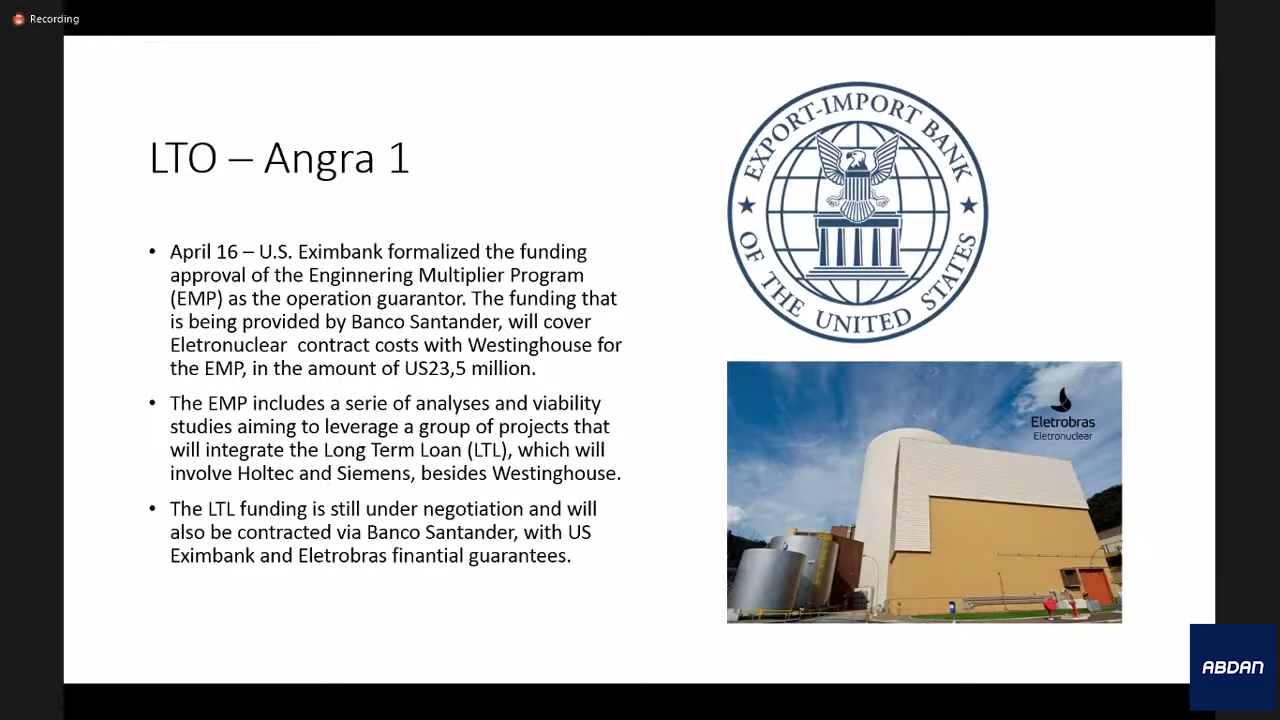 Recording
LTO – Angra 1
• April 16 – U.S. Eximbank formalized the funding
approval of the Enginnering Multiplier Program
(EMP) as the operation guarantor. The funding that
is being provided by Banco Santander, will cover
Eletronuclear  contract costs with Westinghouse for
the EMP, in the amount of US23,5 million.
• The EMP includes a serie of analyses and viability
studies aiming to leverage a group of projects that
will integrate the Long Term Loan (LTL), which will
involve Holtec and Siemens, besides Westinghouse.
• The LTL funding is still under negotiation and will
also be contracted via Banco Santander, with US
Eximbank and Eletrobras finantial guarantees.
EXPORT-IMPORT BANK
OF THE UNITED STATES
Eletrobras
Eletronuclear
ABDAN